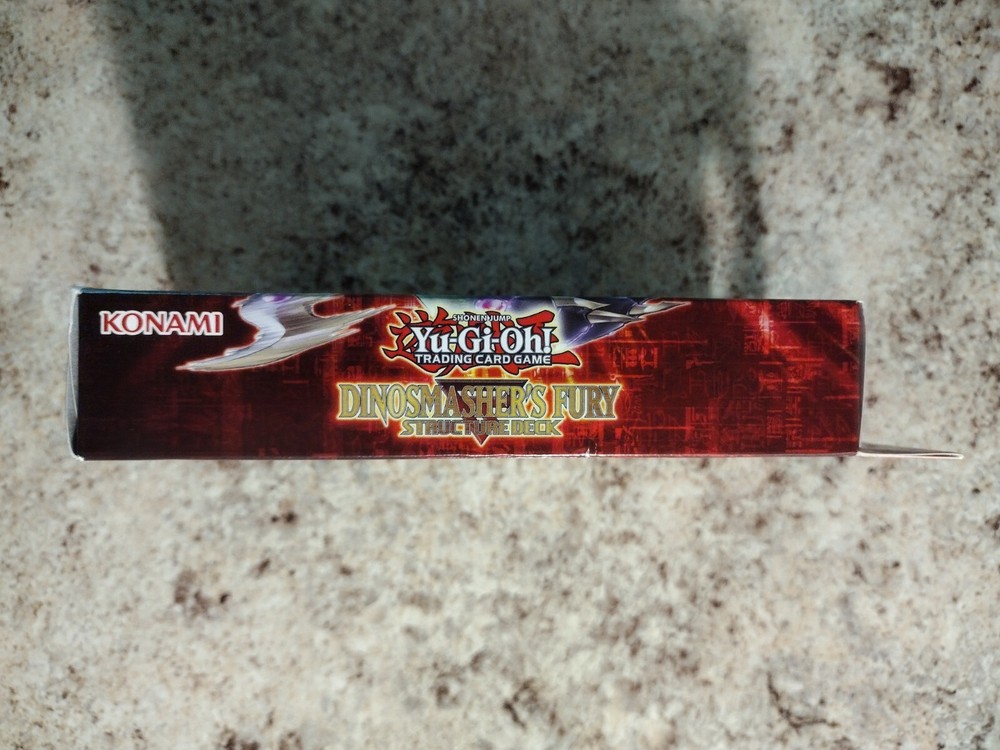 KONAMI
SHONEN JUMP
Yu-Gi-Oh!
TRADING CARD GAME
DINOSMASHER'S FURY
STRUCTURE DECK